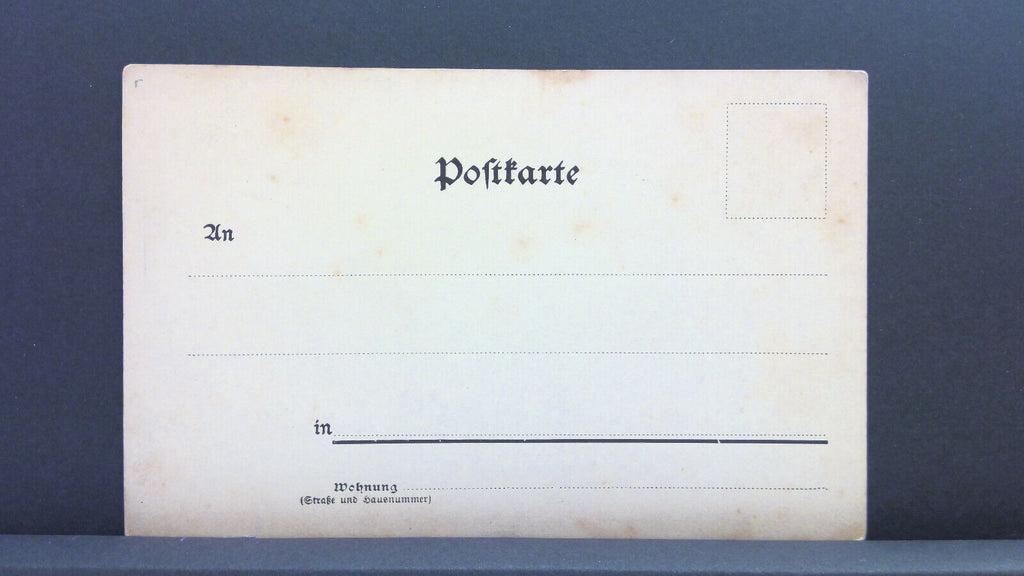 Poſtkarte
An
in
Wohnung
(Straße und Hausnummer)